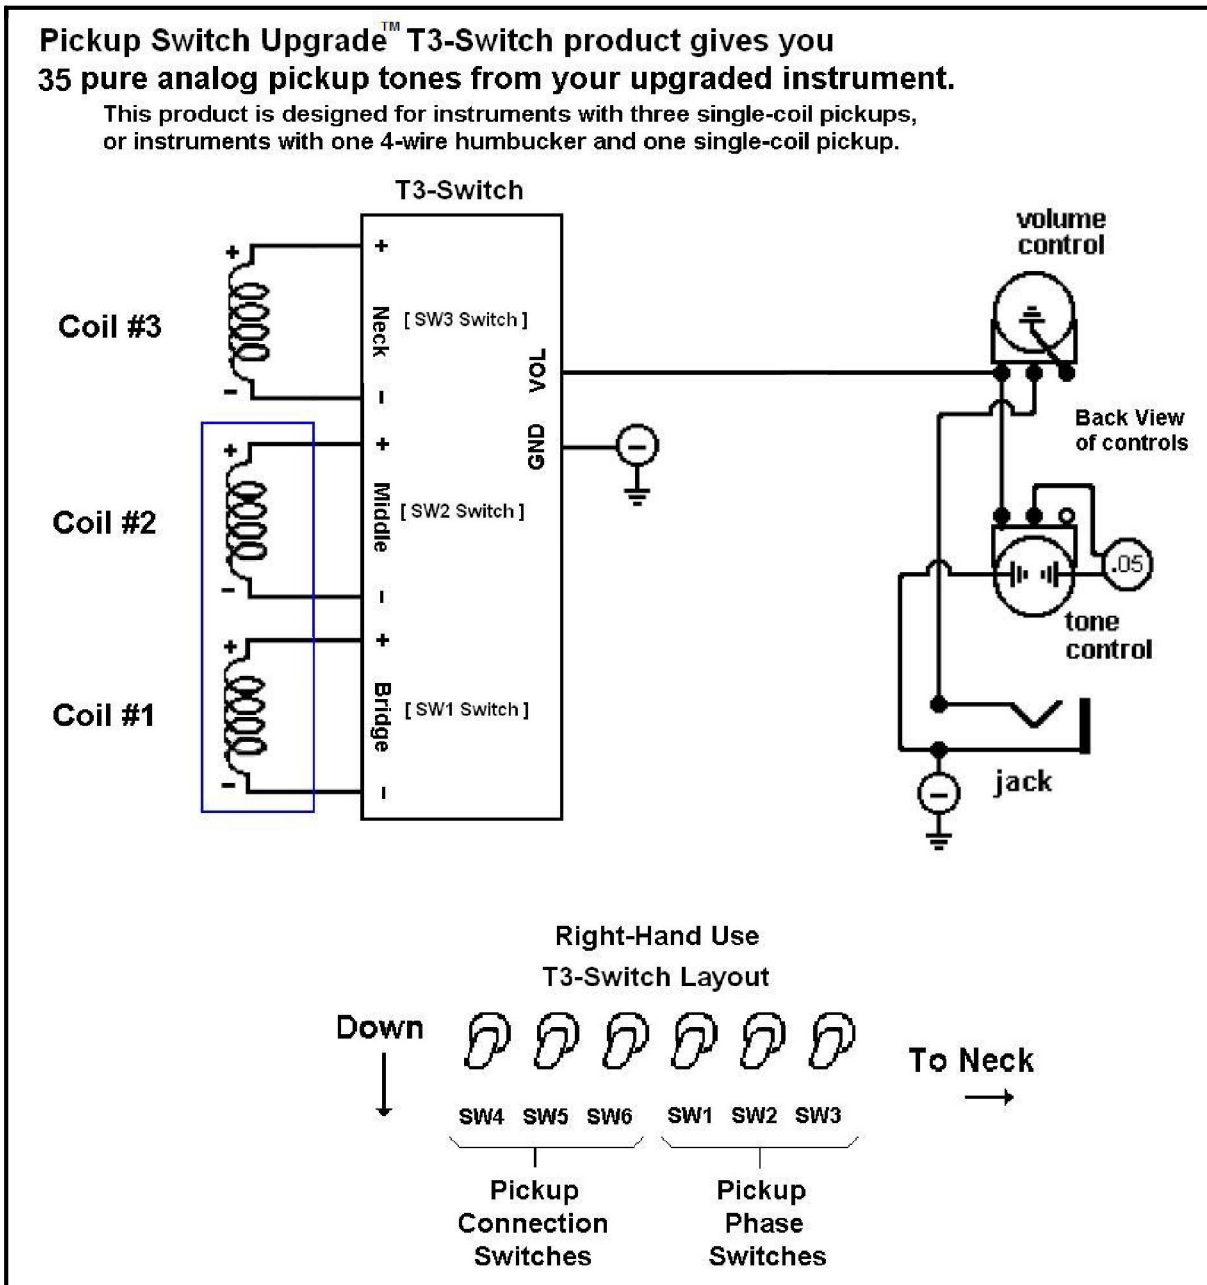 Pickup Switch Upgrade™ T3-Switch product gives you
35 pure analog pickup tones from your upgraded instrument.
This product is designed for instruments with three single-coil pickups,
or instruments with one 4-wire humbucker and one single-coil pickup.
T3-Switch
volume
control
Coil #3
+
-
+
Neck
-
[ SW3 Switch ]
VOL
GND
-
Back View
of controls
Coil #2
+
-
+
Middle
-
[ SW2 Switch ]
.05
tone
control
Coil #1
+
-
+
Bridge
-
[ SW1 Switch ]
jack
-
Right-Hand Use
T3-Switch Layout
Down
To Neck
SW4 SW5 SW6 SW1 SW2 SW3
Pickup
Connection
Switches
Pickup
Phase
Switches